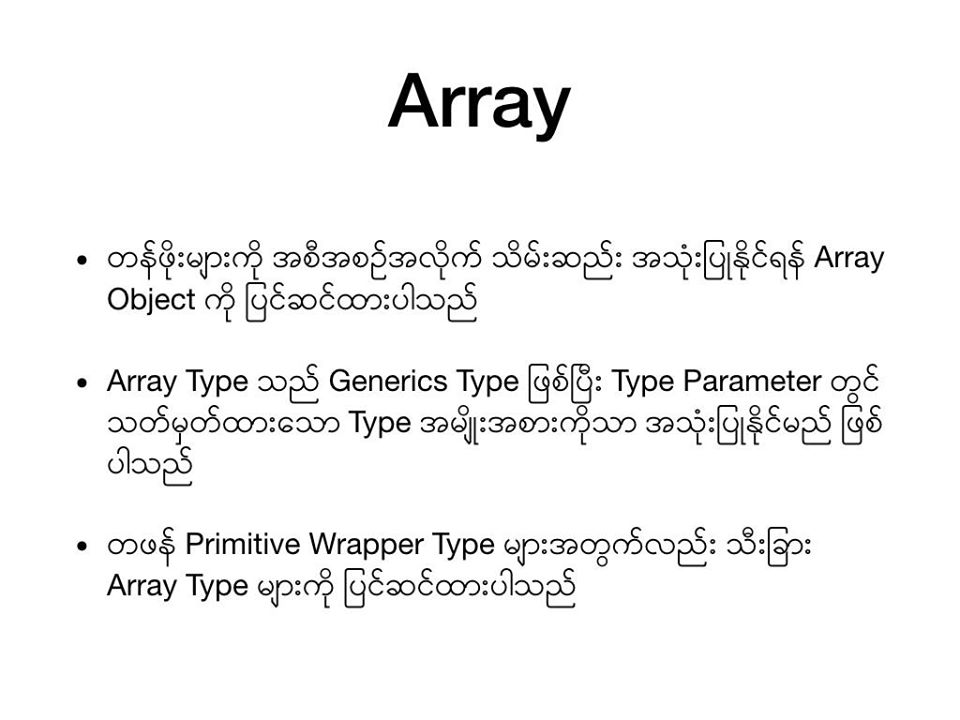 Array
• တန်ဖိုးများကို အစီအစဉ်အလိုက် သိမ်းဆည်း အသုံးပြုနိုင်ရန် Array
Object ကို ပြင်ဆင်ထားပါသည်
• Array Type သည် Generics Type ဖြစ်ပြီး Type Parameter တွင်
သတ်မှတ်ထားသော Type အမျိုးအစားကိုသာ အသုံးပြုနိုင်မည် ဖြစ်
ပါသည်
• တဖန် Primitive Wrapper Type များအတွက်လည်း သီးခြား
Array Type များကို ပြင်ဆင်ထားပါသည်